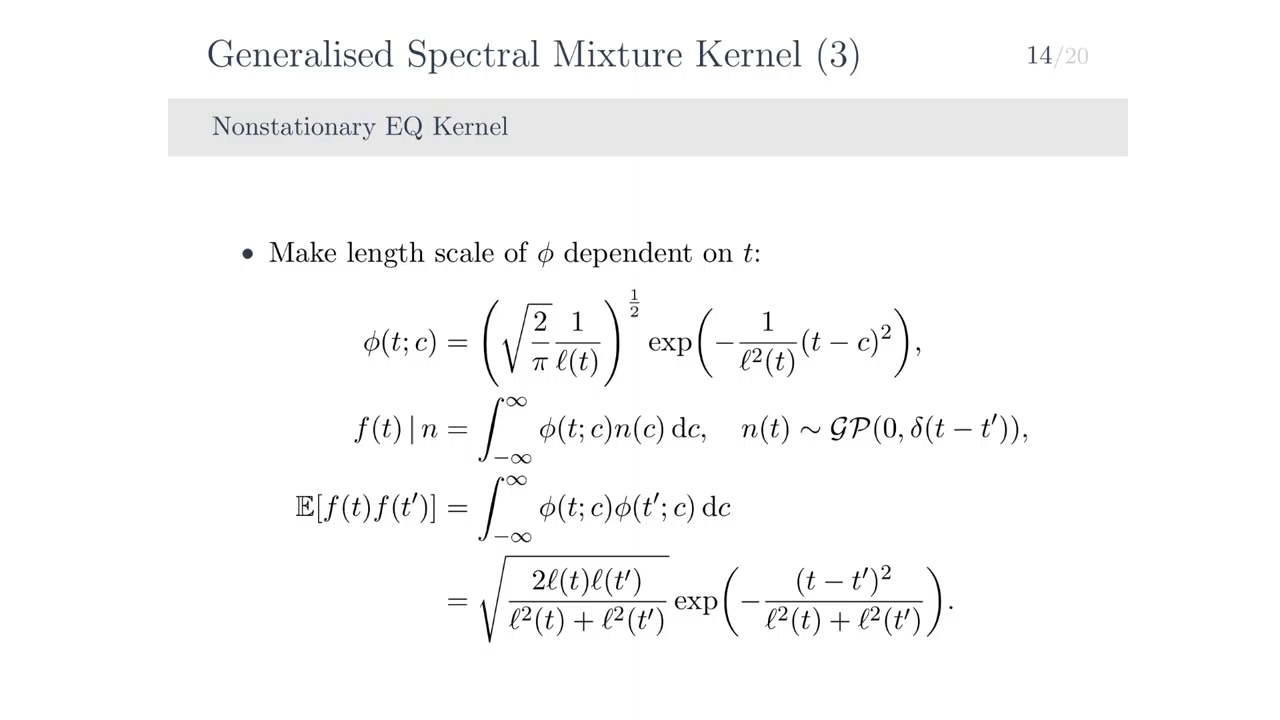 Generalised Spectral Mixture Kernel (3) 14/20
Nonstationary EQ Kernel
• Make length scale of ϕ dependent on t:
ϕ(t; c) = (√(2/π) 1/ℓ(t))^(1/2) exp(−1/ℓ²(t) (t − c)²),
f(t) | n = ∫_{−∞}^{∞} ϕ(t; c)n(c) dc, n(t) ∼ 𝒢𝒫(0, δ(t − t′)),
𝔼[f(t)f(t′)] = ∫_{−∞}^{∞} ϕ(t; c)ϕ(t′; c) dc
= √(2ℓ(t)ℓ(t′)/(ℓ²(t) + ℓ²(t′))) exp(−(t − t′)²/(ℓ²(t) + ℓ²(t′))).